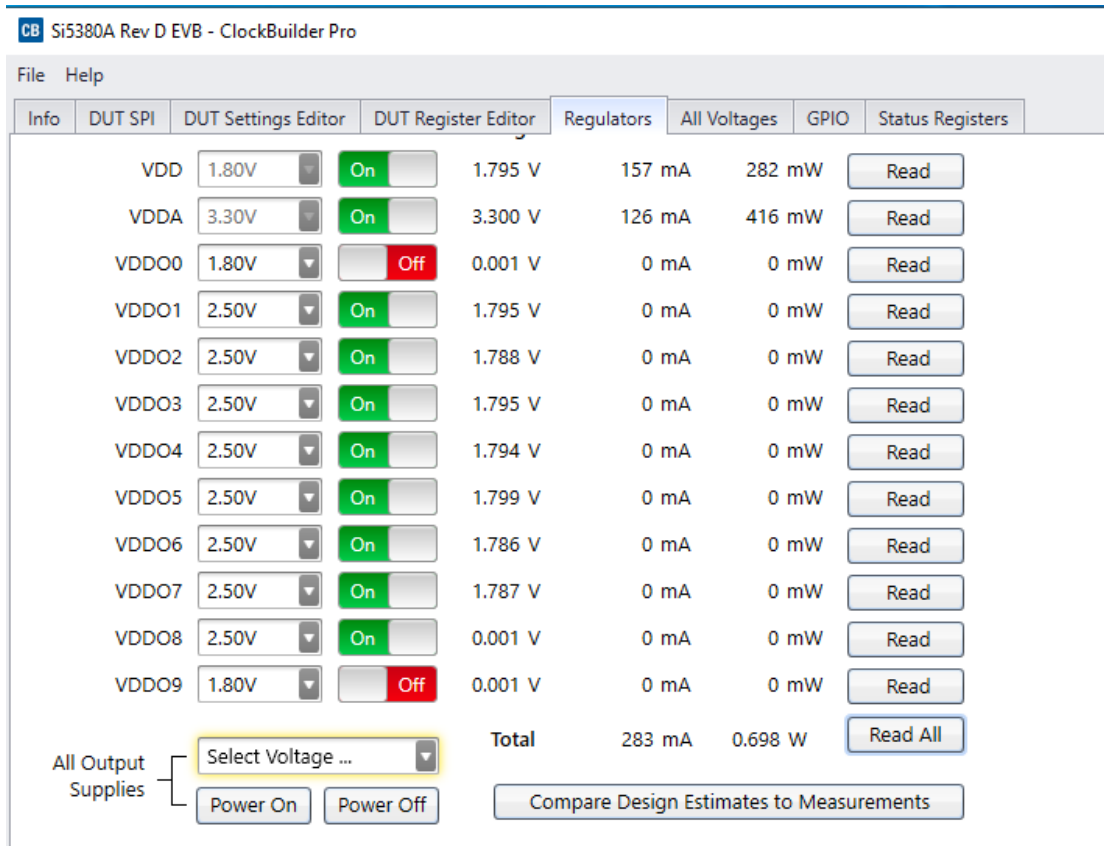 CB Si5380A Rev D EVB - ClockBuilder Pro
File Help
Info DUT SPI DUT Settings Editor DUT Register Editor Regulators All Voltages GPIO Status Registers
VDD 1.80V On 1.795 V 157 mA 282 mW Read
VDDA 3.30V On 3.300 V 126 mA 416 mW Read
VDDO0 1.80V Off 0.001 V 0 mA 0 mW Read
VDDO1 2.50V On 1.795 V 0 mA 0 mW Read
VDDO2 2.50V On 1.788 V 0 mA 0 mW Read
VDDO3 2.50V On 1.795 V 0 mA 0 mW Read
VDDO4 2.50V On 1.794 V 0 mA 0 mW Read
VDDO5 2.50V On 1.799 V 0 mA 0 mW Read
VDDO6 2.50V On 1.786 V 0 mA 0 mW Read
VDDO7 2.50V On 1.787 V 0 mA 0 mW Read
VDDO8 2.50V On 0.001 V 0 mA 0 mW Read
VDDO9 1.80V Off 0.001 V 0 mA 0 mW Read
Total 283 mA 0.698 W Read All
All Output Supplies
Select Voltage ...
Power On Power Off
Compare Design Estimates to Measurements